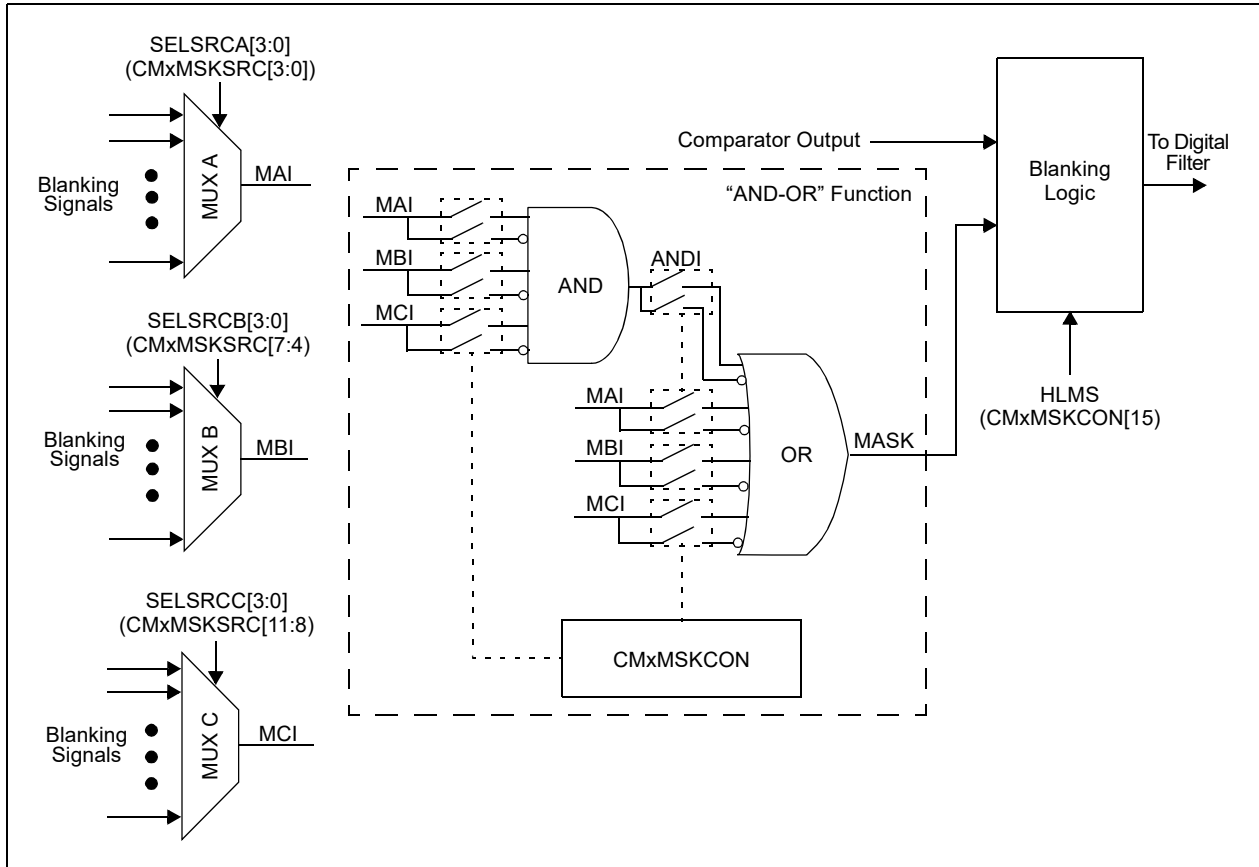 SELSRCA[3:0]
(CMxMSKSRC[3:0])
Blanking
Signals
MUX A
MAI
SELSRCB[3:0]
(CMxMSKSRC[7:4)
Blanking
Signals
MUX B
MBI
SELSRCC[3:0]
(CMxMSKSRC[11:8)
Blanking
Signals
MUX C
MCI
“AND-OR” Function
MAI
MBI
MCI
AND
ANDI
MAI
MBI
MCI
OR
MASK
CMxMSKCON
Comparator Output
Blanking
Logic
To Digital
Filter
HLMS
(CMxMSKCON[15)